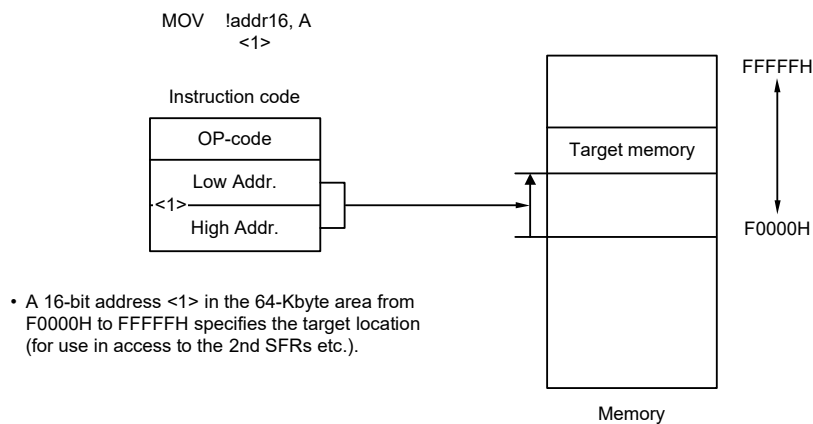 MOV !addr16, A
<1>
Instruction code
OP-code
Low Addr.
<1>
High Addr.
FFFFFH
Target memory
F0000H
• A 16-bit address <1> in the 64-Kbyte area from
F0000H to FFFFFH specifies the target location
(for use in access to the 2nd SFRs etc.).
Memory